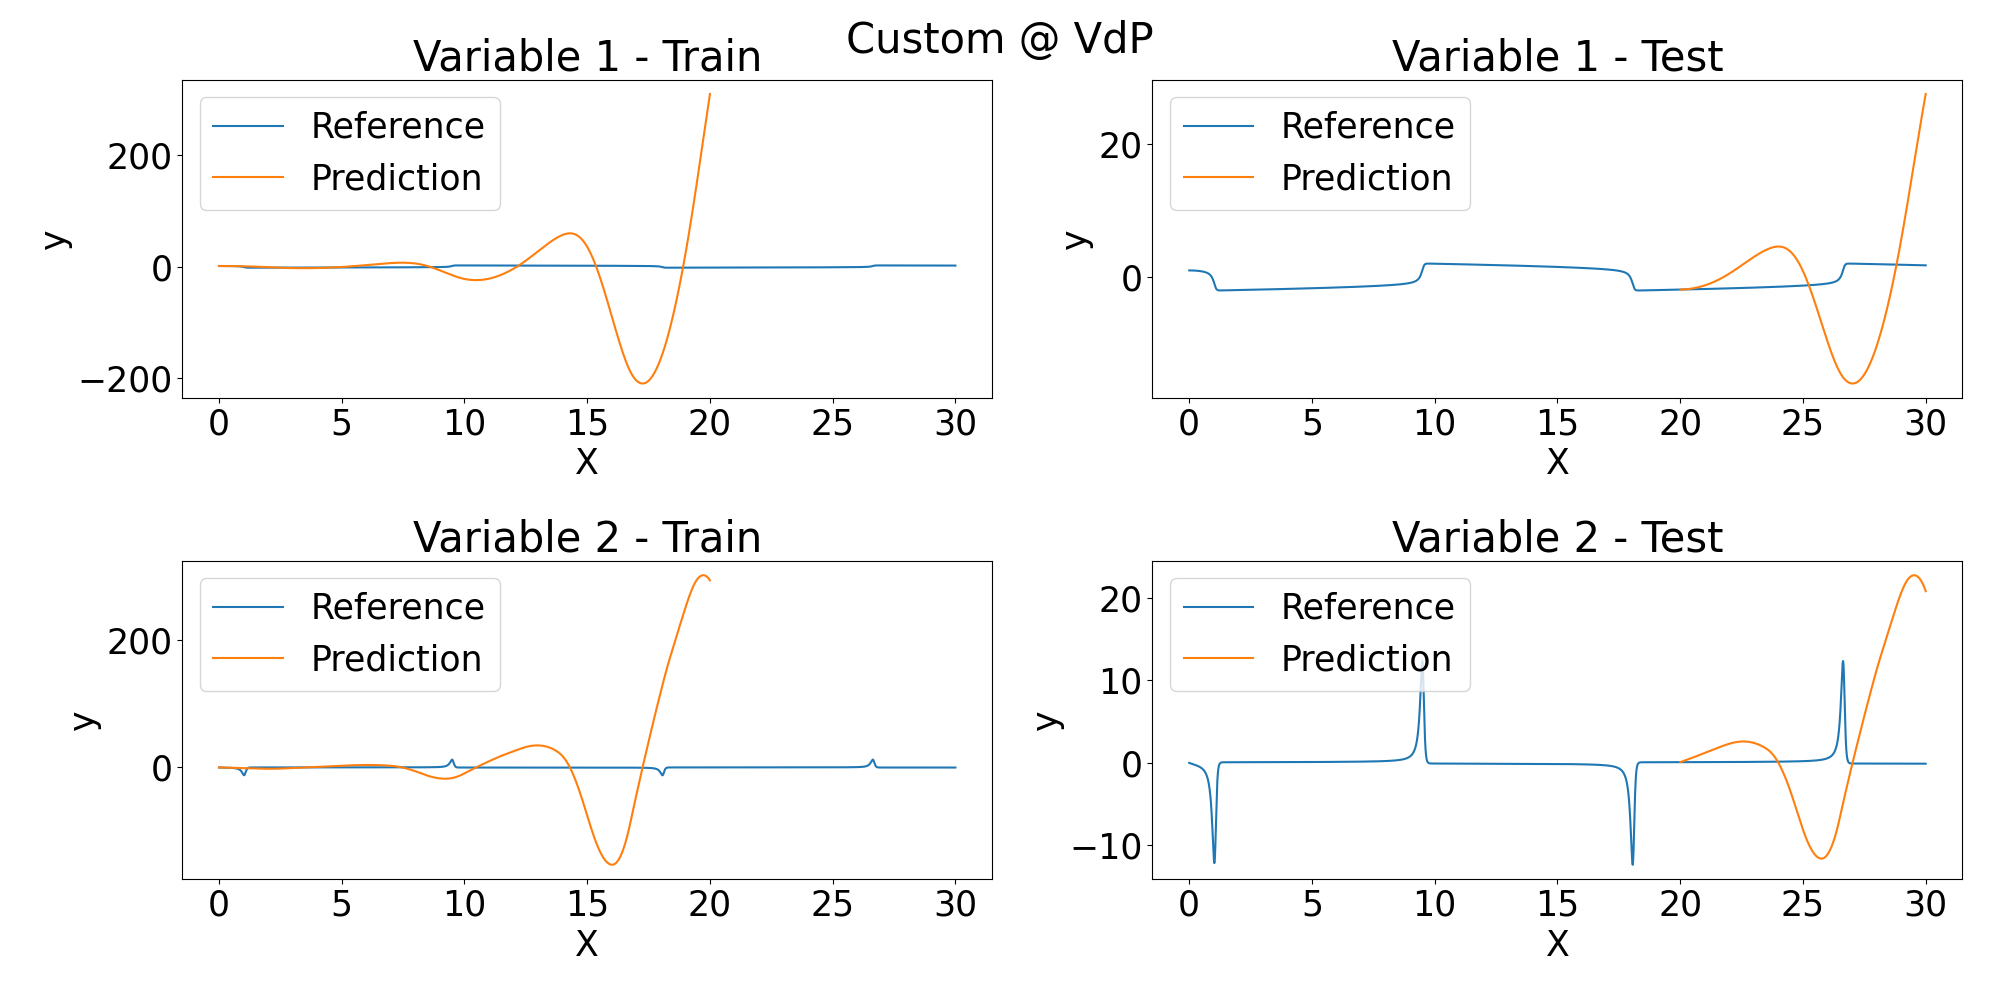 Custom @ VdP
Variable 1 - Train
Reference
Prediction
y
200
0
−200
0 5 10 15 20 25 30
X
Variable 1 - Test
Reference
Prediction
y
20
0
0 5 10 15 20 25 30
X
Variable 2 - Train
Reference
Prediction
y
200
0
0 5 10 15 20 25 30
X
Variable 2 - Test
Reference
Prediction
y
20
10
0
−10
0 5 10 15 20 25 30
X